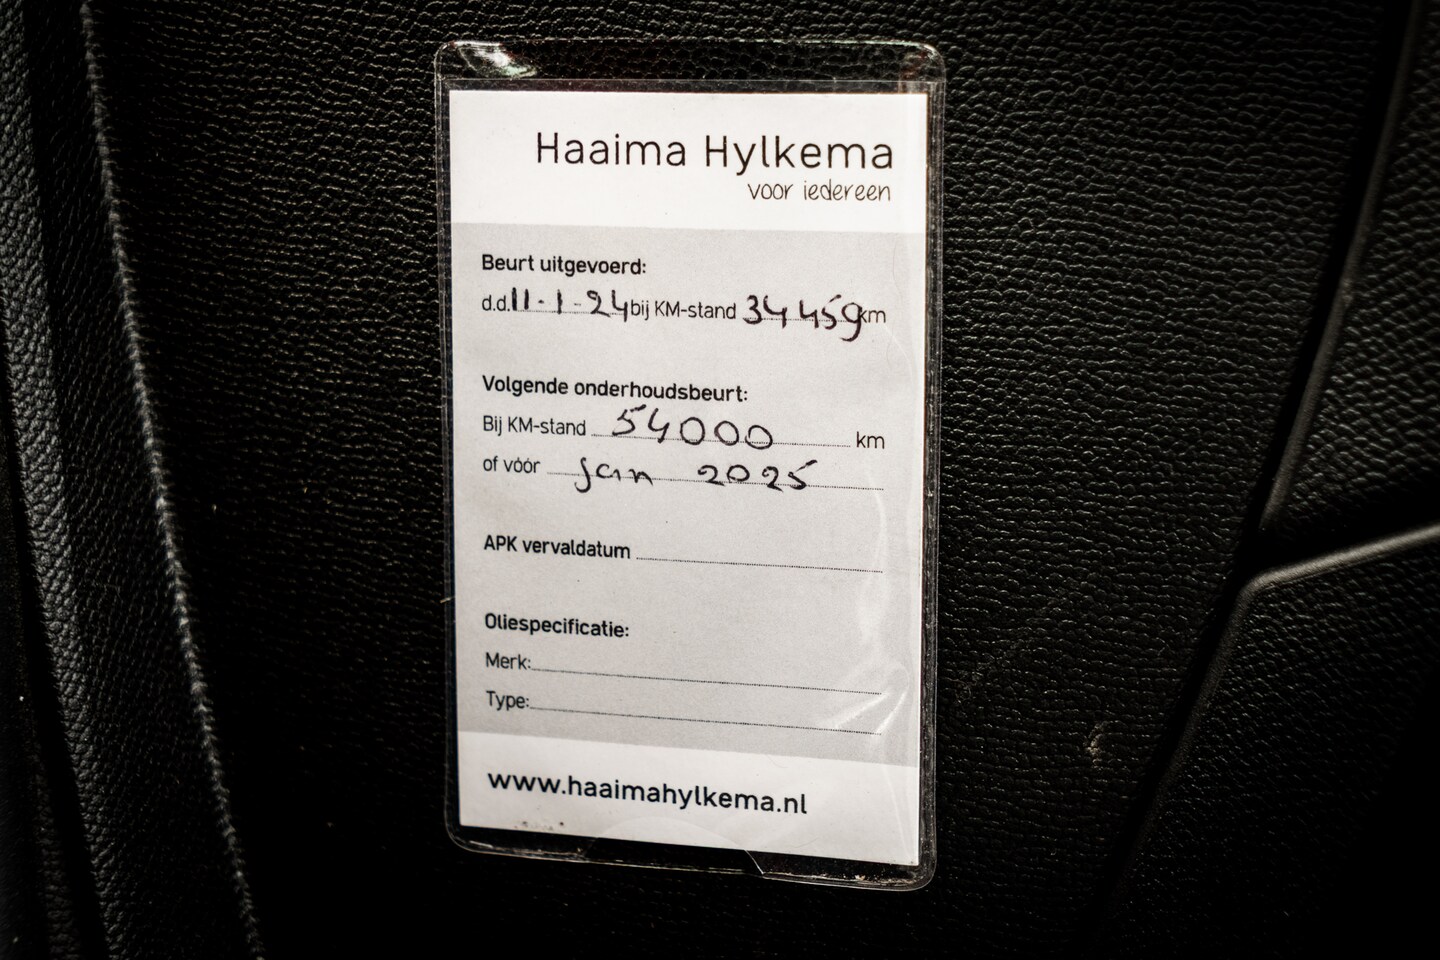 Haaima Hylkema
voor iedereen
Beurt uitgevoerd:
d.d. 11-1-24 bij KM-stand 34459 km
Volgende onderhoudsbeurt:
Bij KM-stand 54000 km
of vóór jan 2025
APK vervaldatum
Oliespecificatie:
Merk:
Type:
www.haaimahylkema.nl